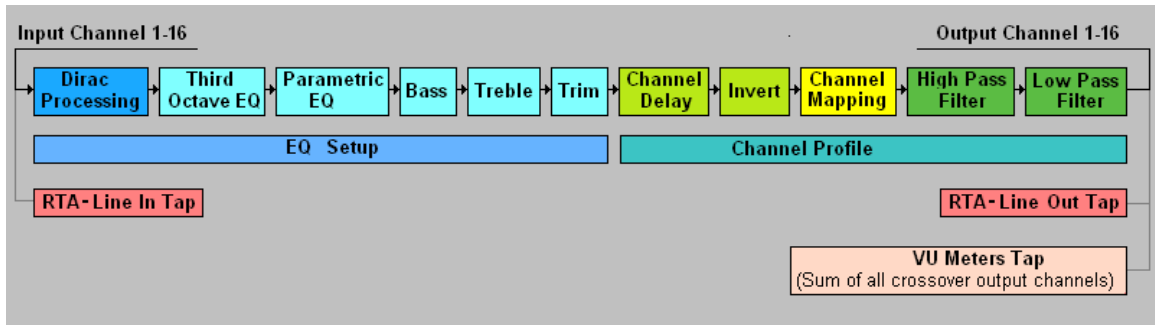 Input Channel 1-16
Output Channel 1-16
Dirac
Processing
Third
Octave EQ
Parametric
EQ
Bass
Treble
Trim
Channel
Delay
Invert
Channel
Mapping
High Pass
Filter
Low Pass
Filter
EQ Setup
Channel Profile
RTA-Line In Tap
RTA-Line Out Tap
VU Meters Tap
(Sum of all crossover output channels)